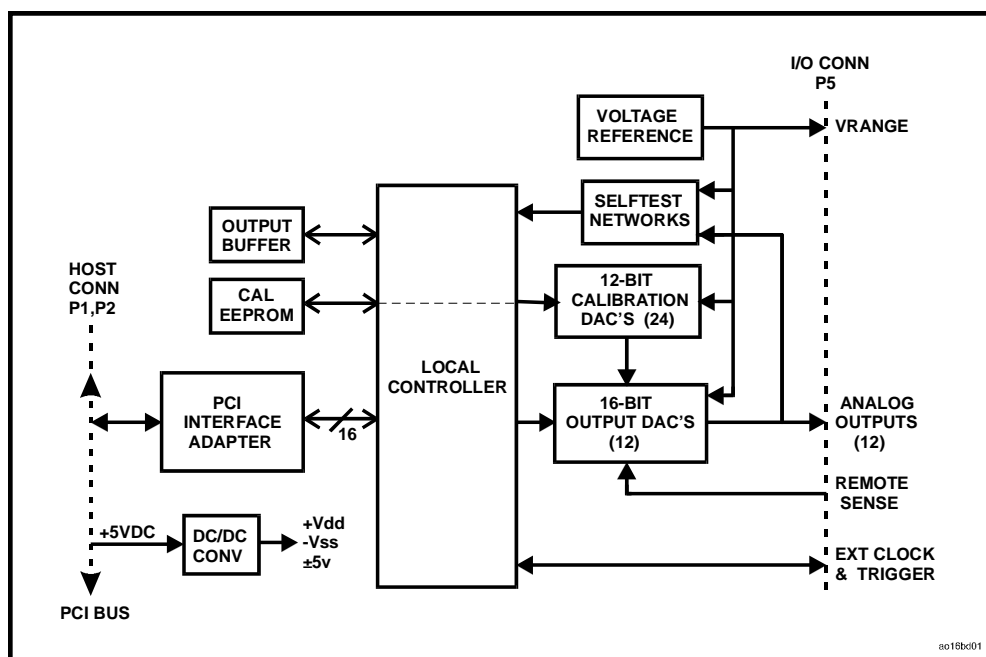 I/O CONN
P5
VOLTAGE
REFERENCE
VRANGE
SELFTEST
NETWORKS
OUTPUT
BUFFER
HOST
CONN
P1,P2
CAL
EEPROM
12-BIT
CALIBRATION
DAC'S (24)
LOCAL
CONTROLLER
PCI
INTERFACE
ADAPTER
16
16-BIT
OUTPUT DAC'S
(12)
ANALOG
OUTPUTS
(12)
REMOTE
SENSE
+5VDC
DC/DC
CONV
+Vdd
-Vss
±5v
EXT CLOCK
& TRIGGER
PCI BUS
ao16bd01